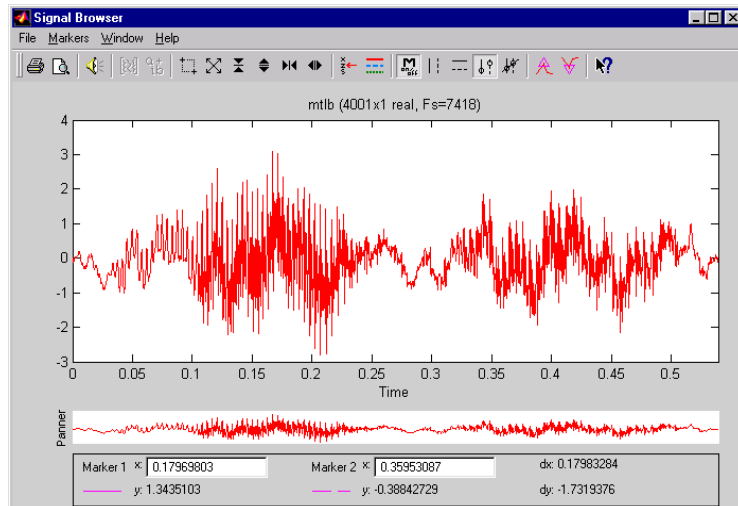 Signal Browser
File Markers Window Help
mtlb (4001x1 real, Fs=7418)
4
3
2
1
0
-1
-2
-3
0 0.05 0.1 0.15 0.2 0.25 0.3 0.35 0.4 0.45 0.5
Time
Panner
Marker 1 x: 0.17969803 Marker 2 x: 0.35953087 dx: 0.17983284
y: 1.3435103 y: -0.38842729 dy: -1.7319376